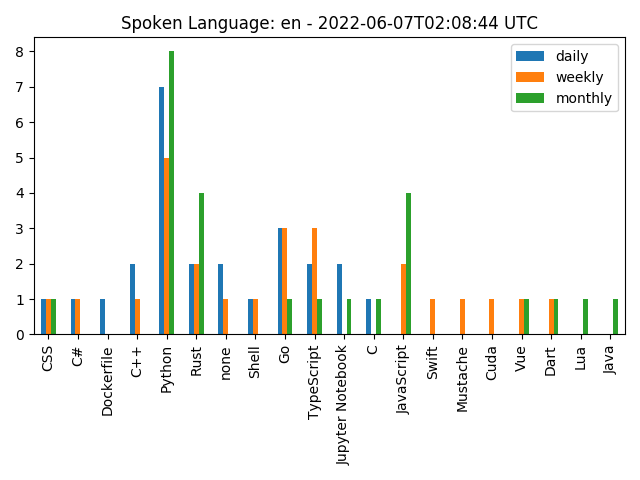 Spoken Language: en - 2022-06-07T02:08:44 UTC
daily
weekly
monthly
8
7
6
5
4
3
2
1
0
CSS
C#
Dockerfile
C++
Python
Rust
none
Shell
Go
TypeScript
Jupyter Notebook
C
JavaScript
Swift
Mustache
Cuda
Vue
Dart
Lua
Java